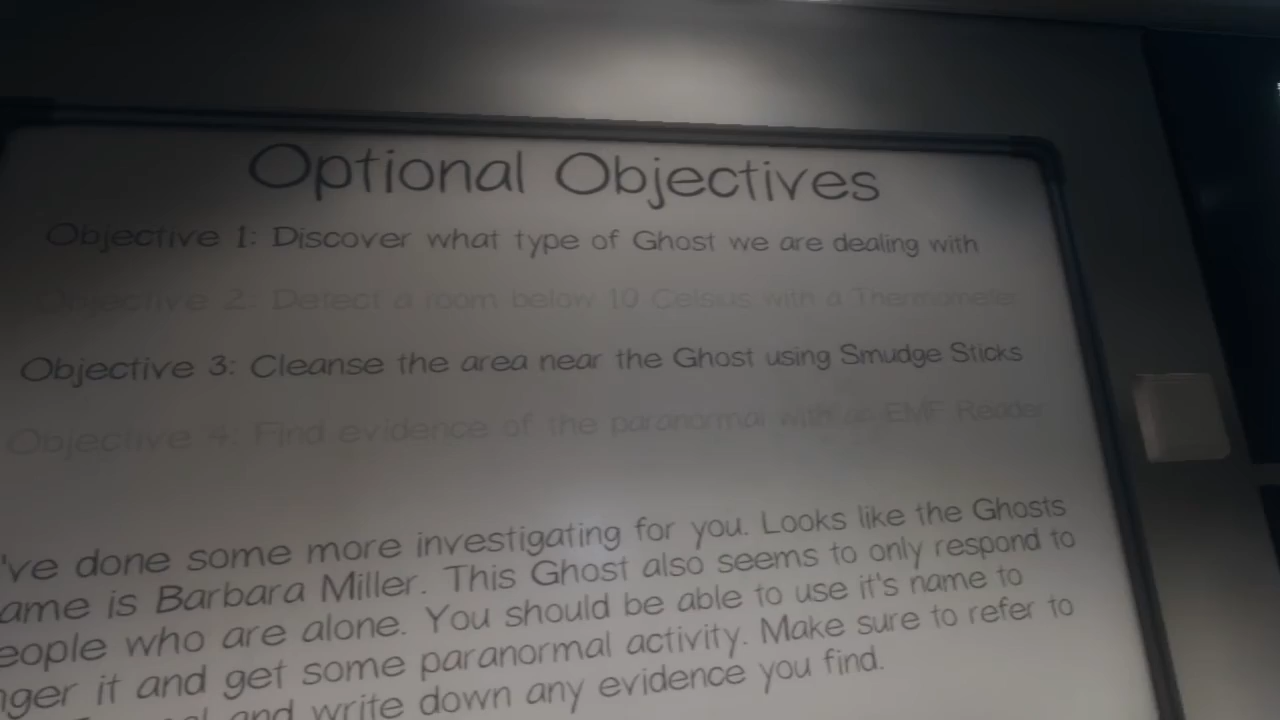 Optional Objectives
Objective 1: Discover what type of Ghost we are dealing with
Objective 2: Detect a room below 10 Celsius with a Thermometer
Objective 3: Cleanse the area near the Ghost using Smudge Sticks
Objective 4: Find evidence of the paranormal with an EMF Reader
've done some more investigating for you. Looks like the Ghosts
ame is Barbara Miller. This Ghost also seems to only respond to
eople who are alone. You should be able to use it's name to
nger it and get some paranormal activity. Make sure to refer to
and write down any evidence you find.